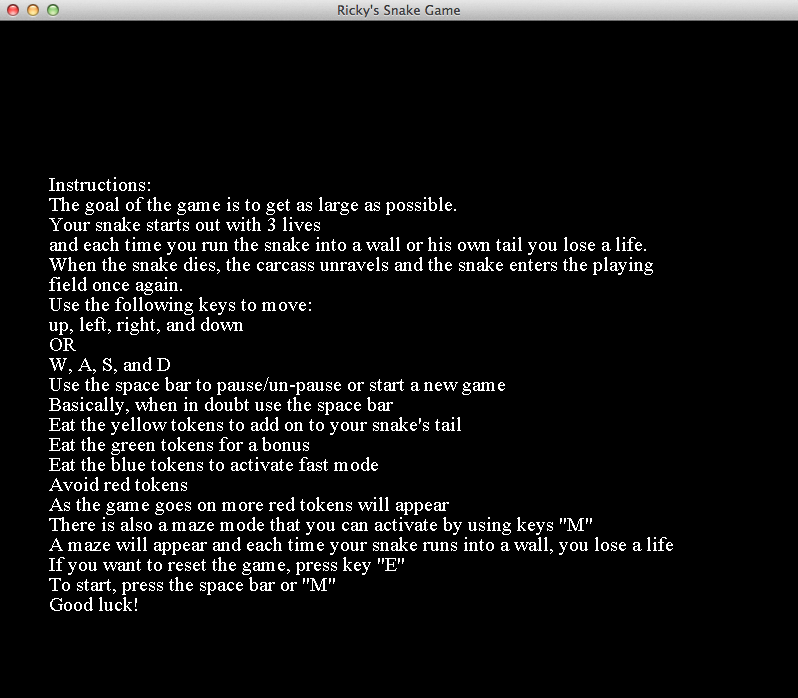 Ricky's Snake Game
Instructions:
The goal of the game is to get as large as possible.
Your snake starts out with 3 lives
and each time you run the snake into a wall or his own tail you lose a life.
When the snake dies, the carcass unravels and the snake enters the playing
field once again.
Use the following keys to move:
up, left, right, and down
OR
W, A, S, and D
Use the space bar to pause/un-pause or start a new game
Basically, when in doubt use the space bar
Eat the yellow tokens to add on to your snake's tail
Eat the green tokens for a bonus
Eat the blue tokens to activate fast mode
Avoid red tokens
As the game goes on more red tokens will appear
There is also a maze mode that you can activate by using keys "M"
A maze will appear and each time your snake runs into a wall, you lose a life
If you want to reset the game, press key "E"
To start, press the space bar or "M"
Good luck!